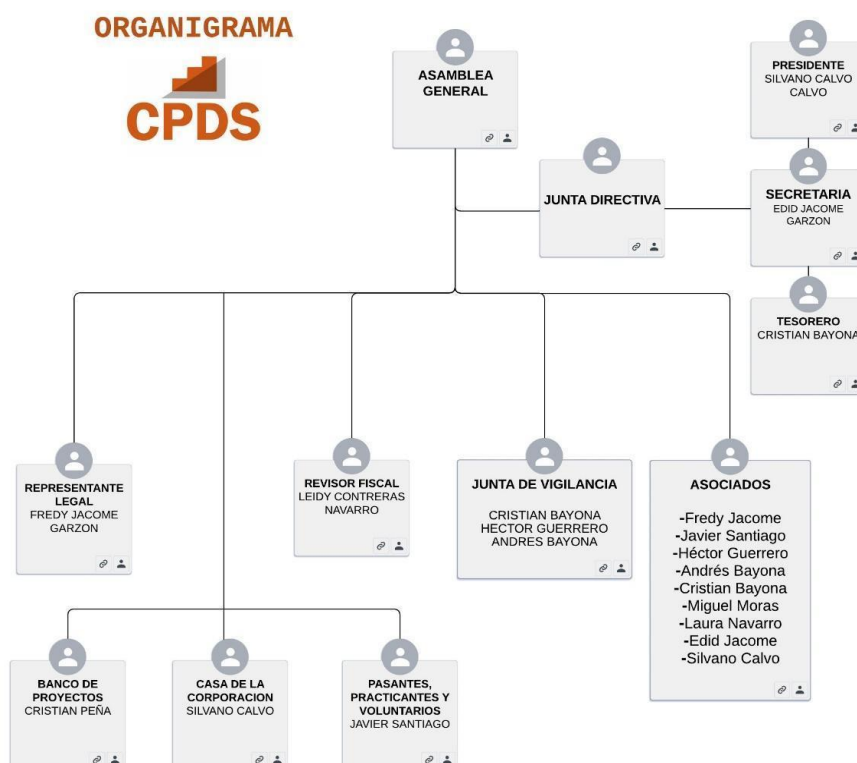 ORGANIGRAMA
CPDS
ASAMBLEA
GENERAL
PRESIDENTE
SILVANO CALVO
CALVO
JUNTA DIRECTIVA
SECRETARIA
EDID JACOME
GARZON
TESORERO
CRISTIAN BAYONA
REPRESENTANTE
LEGAL
FREDY JACOME
GARZON
REVISOR FISCAL
LEIDY CONTRERAS
NAVARRO
JUNTA DE VIGILANCIA
CRISTIAN BAYONA
HECTOR GUERRERO
ANDRES BAYONA
ASOCIADOS
-Fredy Jacome
-Javier Santiago
-Héctor Guerrero
-Andrés Bayona
-Cristian Bayona
-Miguel Moras
-Laura Navarro
-Edid Jacome
-Silvano Calvo
BANCO DE
PROYECTOS
CRISTIAN PEÑA
CASA DE LA
CORPORACION
SILVANO CALVO
PASANTES,
PRACTICANTES Y
VOLUNTARIOS
JAVIER SANTIAGO